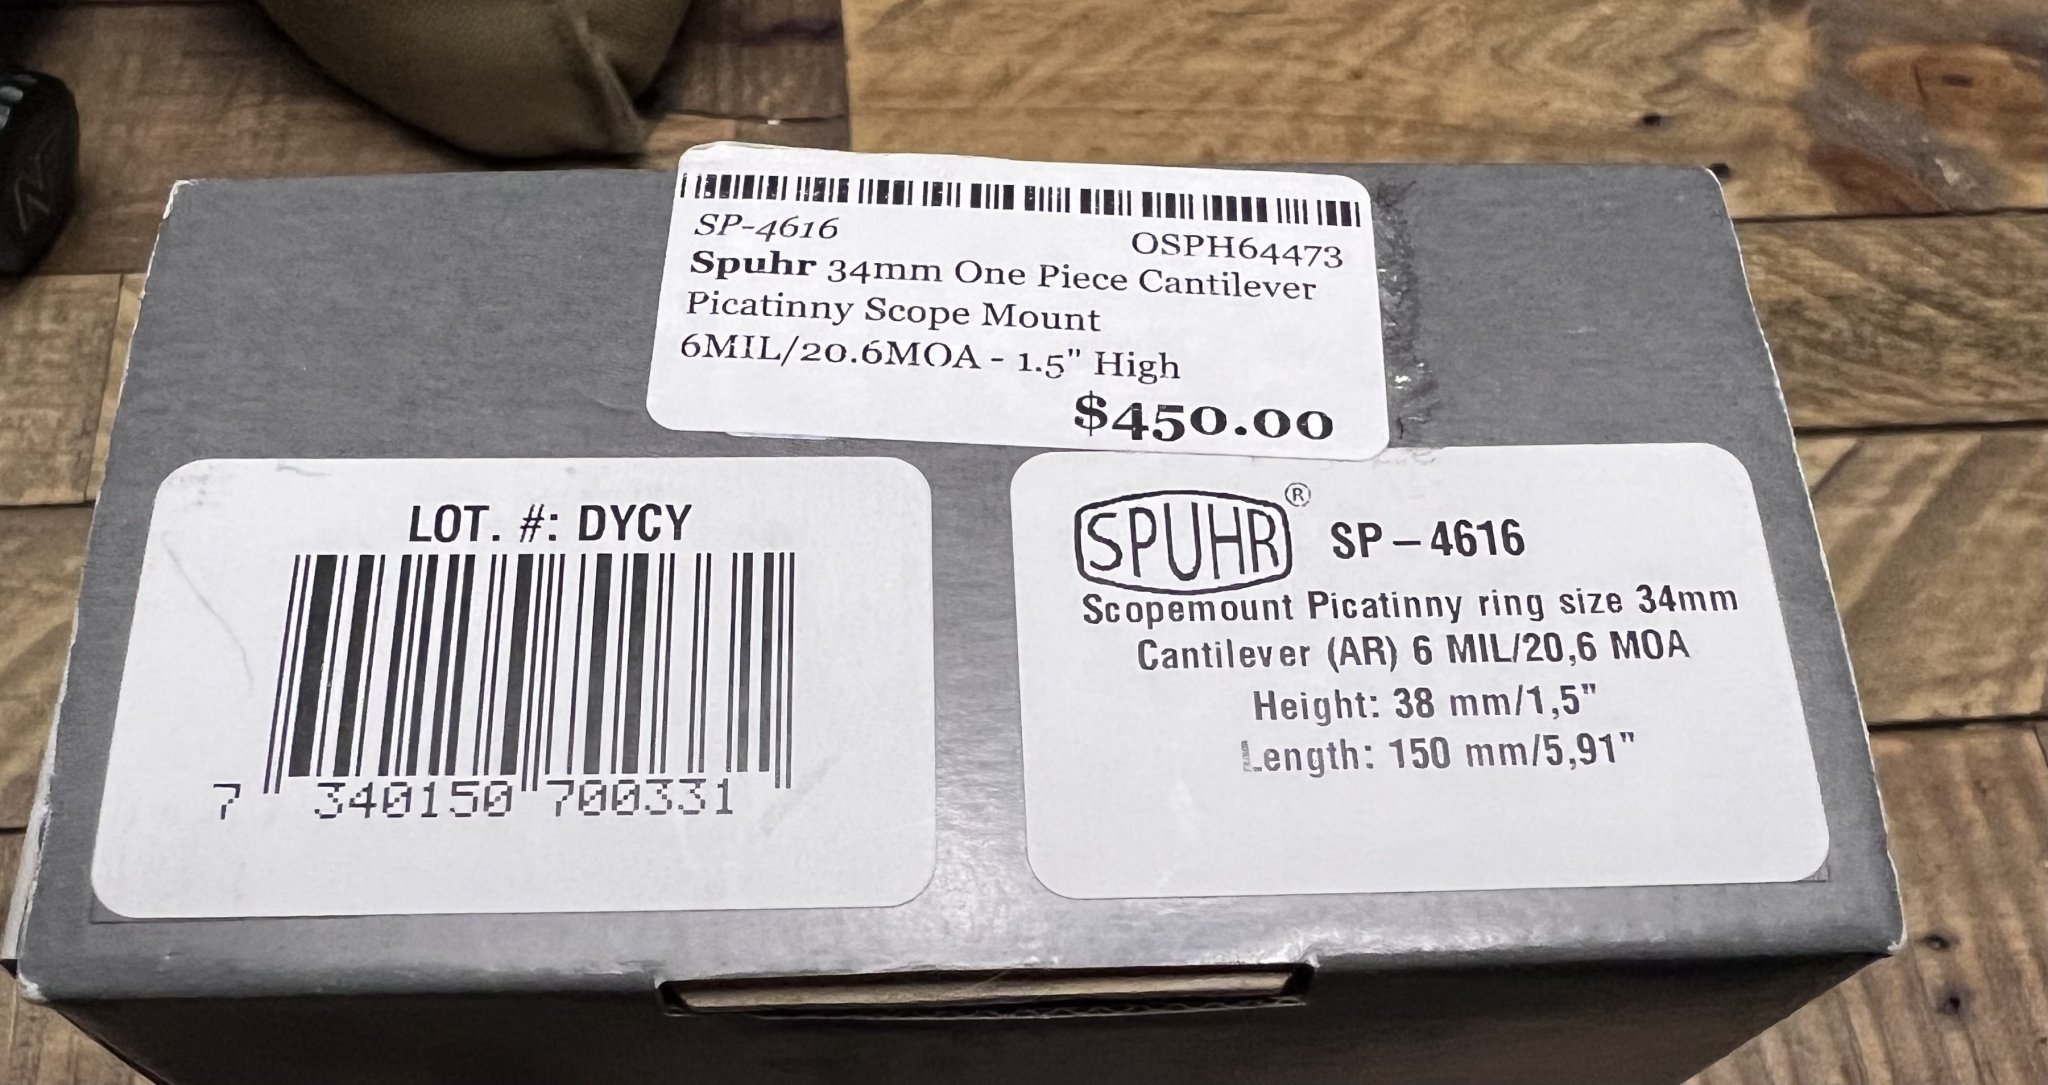 SP-4616
OSPH64473
Spuhr 34mm One Piece Cantilever
Picatinny Scope Mount
6MIL/20.6MOA - 1.5" High
$450.00
LOT. #: DYCY
7 340150 700331
SPUHR® SP – 4616
Scopemount Picatinny ring size 34mm
Cantilever (AR) 6 MIL/20,6 MOA
Height: 38 mm/1,5"
Length: 150 mm/5,91"